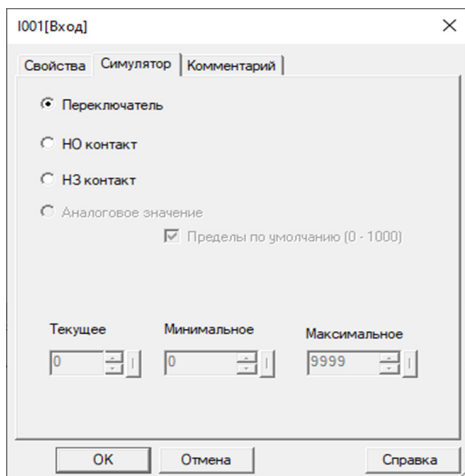 I001[Вход]
Свойства Симулятор Комментарий
Переключатель
НО контакт
НЗ контакт
Аналоговое значение
Пределы по умолчанию (0 - 1000)
Текущее Минимальное Максимальное
0 0 9999
OK Отмена Справка